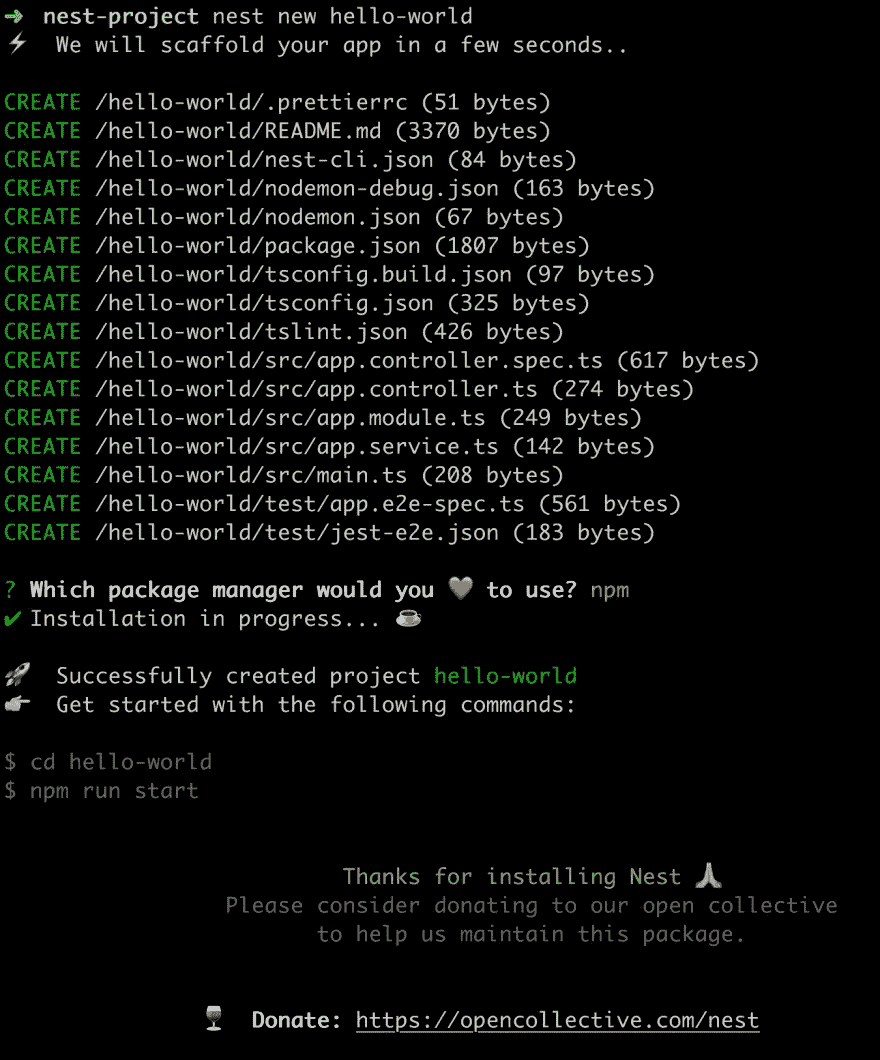 ➜ nest-project nest new hello-world
⚡ We will scaffold your app in a few seconds..
CREATE /hello-world/.prettierrc (51 bytes)
CREATE /hello-world/README.md (3370 bytes)
CREATE /hello-world/nest-cli.json (84 bytes)
CREATE /hello-world/nodemon-debug.json (163 bytes)
CREATE /hello-world/nodemon.json (67 bytes)
CREATE /hello-world/package.json (1807 bytes)
CREATE /hello-world/tsconfig.build.json (97 bytes)
CREATE /hello-world/tsconfig.json (325 bytes)
CREATE /hello-world/tslint.json (426 bytes)
CREATE /hello-world/src/app.controller.spec.ts (617 bytes)
CREATE /hello-world/src/app.controller.ts (274 bytes)
CREATE /hello-world/src/app.module.ts (249 bytes)
CREATE /hello-world/src/app.service.ts (142 bytes)
CREATE /hello-world/src/main.ts (208 bytes)
CREATE /hello-world/test/app.e2e-spec.ts (561 bytes)
CREATE /hello-world/test/jest-e2e.json (183 bytes)
? Which package manager would you ❤️ to use? npm
✔ Installation in progress... ☕
🚀 Successfully created project hello-world
👉 Get started with the following commands:
$ cd hello-world
$ npm run start
Thanks for installing Nest 🙏
Please consider donating to our open collective
to help us maintain this package.
🍷 Donate: https://opencollective.com/nest